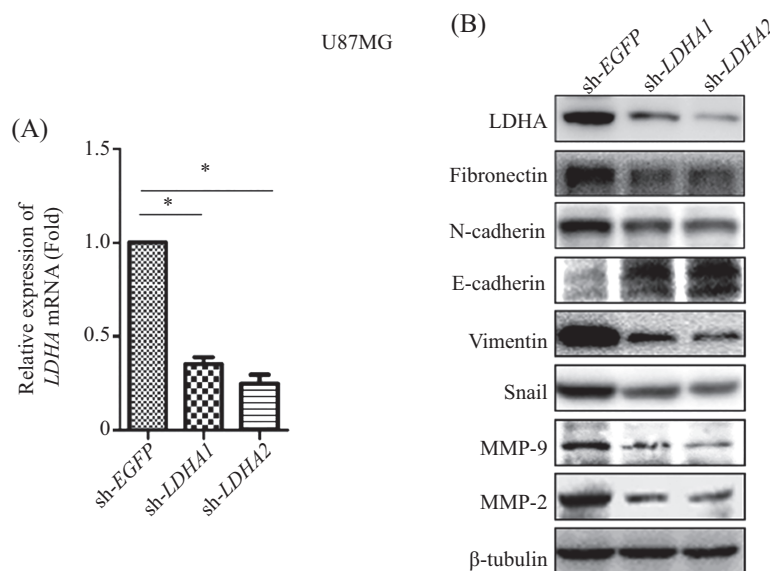 U87MG
(A)
Relative expression of
LDHA mRNA (Fold)
1.5
1.0
0.5
0
*
*
sh-EGFP
sh-LDHA1
sh-LDHA2
(B)
sh-EGFP
sh-LDHA1
sh-LDHA2
LDHA
Fibronectin
N-cadherin
E-cadherin
Vimentin
Snail
MMP-9
MMP-2
β-tubulin